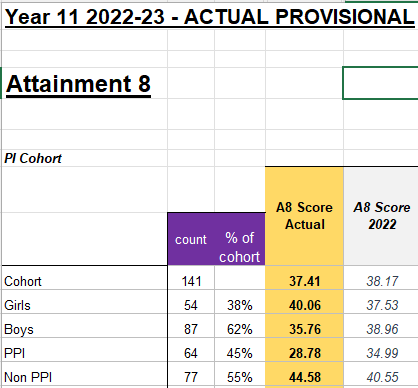 Year 11 2022-23 - ACTUAL PROVISIONAL
Attainment 8
PI Cohort
count % of cohort A8 Score Actual A8 Score 2022
Cohort 141 37.41 38.17
Girls 54 38% 40.06 37.53
Boys 87 62% 35.76 38.96
PPI 64 45% 28.78 34.99
Non PPI 77 55% 44.58 40.55